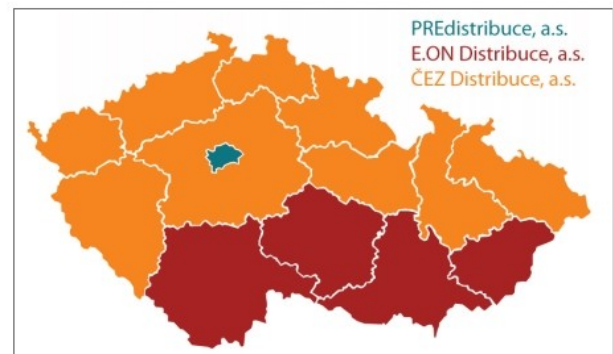 PREdistribuce, a.s.
E.ON Distribuce, a.s.
ČEZ Distribuce, a.s.